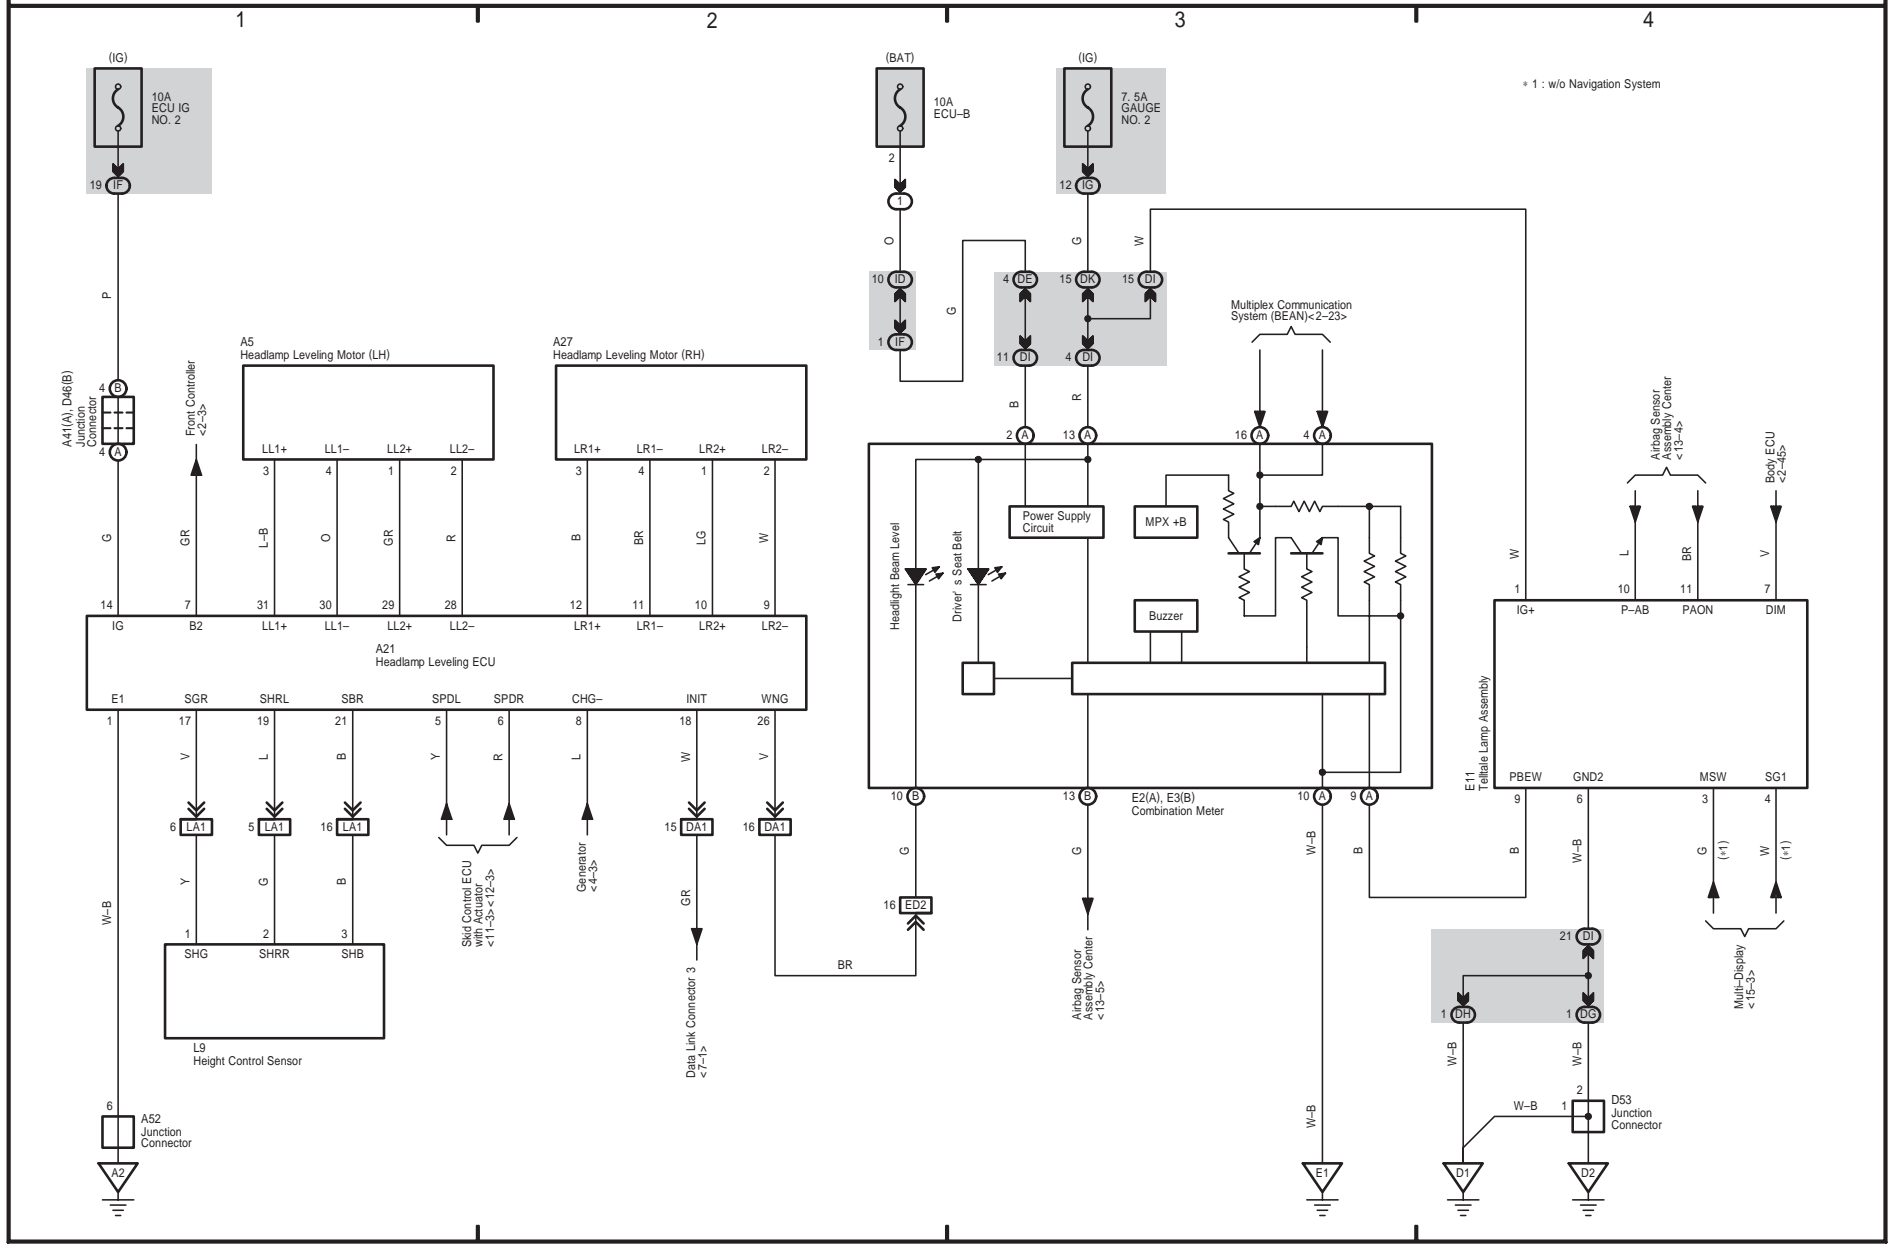 1
2
3
4
(IG)
10A
ECU IG
NO. 2
19 IF
P
A41(A), D46(B)
Junction
Connector
4 B
4 A
G
Front Controller
<2–3>
GR
A5
Headlamp Leveling Motor (LH)
LL1+ LL1– LL2+ LL2–
3 4 1 2
L–B O GR R
A27
Headlamp Leveling Motor (RH)
LR1+ LR1– LR2+ LR2–
3 4 1 2
B BR LG W
14 7 31 30 29 28 12 11 10 9
IG B2 LL1+ LL1– LL2+ LL2– LR1+ LR1– LR2+ LR2–
A21
Headlamp Leveling ECU
E1 SGR SHRL SBR SPDL SPDR CHG– INIT WNG
1 17 19 21 5 6 8 18 26
V L B Y R L W V
6 LA1 5 LA1 16 LA1 15 DA1 16 DA1
Y G B
W–B
1 2 3
SHG SHRR SHB
L9
Height Control Sensor
Skid Control ECU
with Actuator
<11–3><12–3>
Generator
<4–3>
GR
Data Link Connector 3
<7–1>
BR
6
A52
Junction
Connector
A2
(BAT)
10A
ECU–B
2
1
O
10 ID
1 IF
G
(IG)
7. 5A
GAUGE
NO. 2
12 IG
G
W
4 DE 15 DK 15 DI
11 DI 4 DI
B R
2 A 13 A 16 A 4 A
Multiplex Communication
System (BEAN)<2–23>
Headlight Beam Level
Driver's Seat Belt
Power Supply
Circuit
MPX +B
Buzzer
10 B 13 B 10 A 9 A
E2(A), E3(B)
Combination Meter
G
16 ED2
G
Airbag Sensor
Assembly Center
<13–5>
W–B
B
W–B
E1
* 1 : w/o Navigation System
Airbag Sensor
Assembly Center
<13–4>
Body ECU
<2–45>
W L BR V
1 10 11 7
IG+ P–AB PAON DIM
E11
Telltale Lamp Assembly
PBEW GND2 MSW SG1
9 6 3 4
B
W–B
G
(*1)
W
(*1)
Multi–Display
<15–3>
21 DI
1 DH 1 DG
W–B W–B
2
W–B 1
D53
Junction
Connector
D1
D2